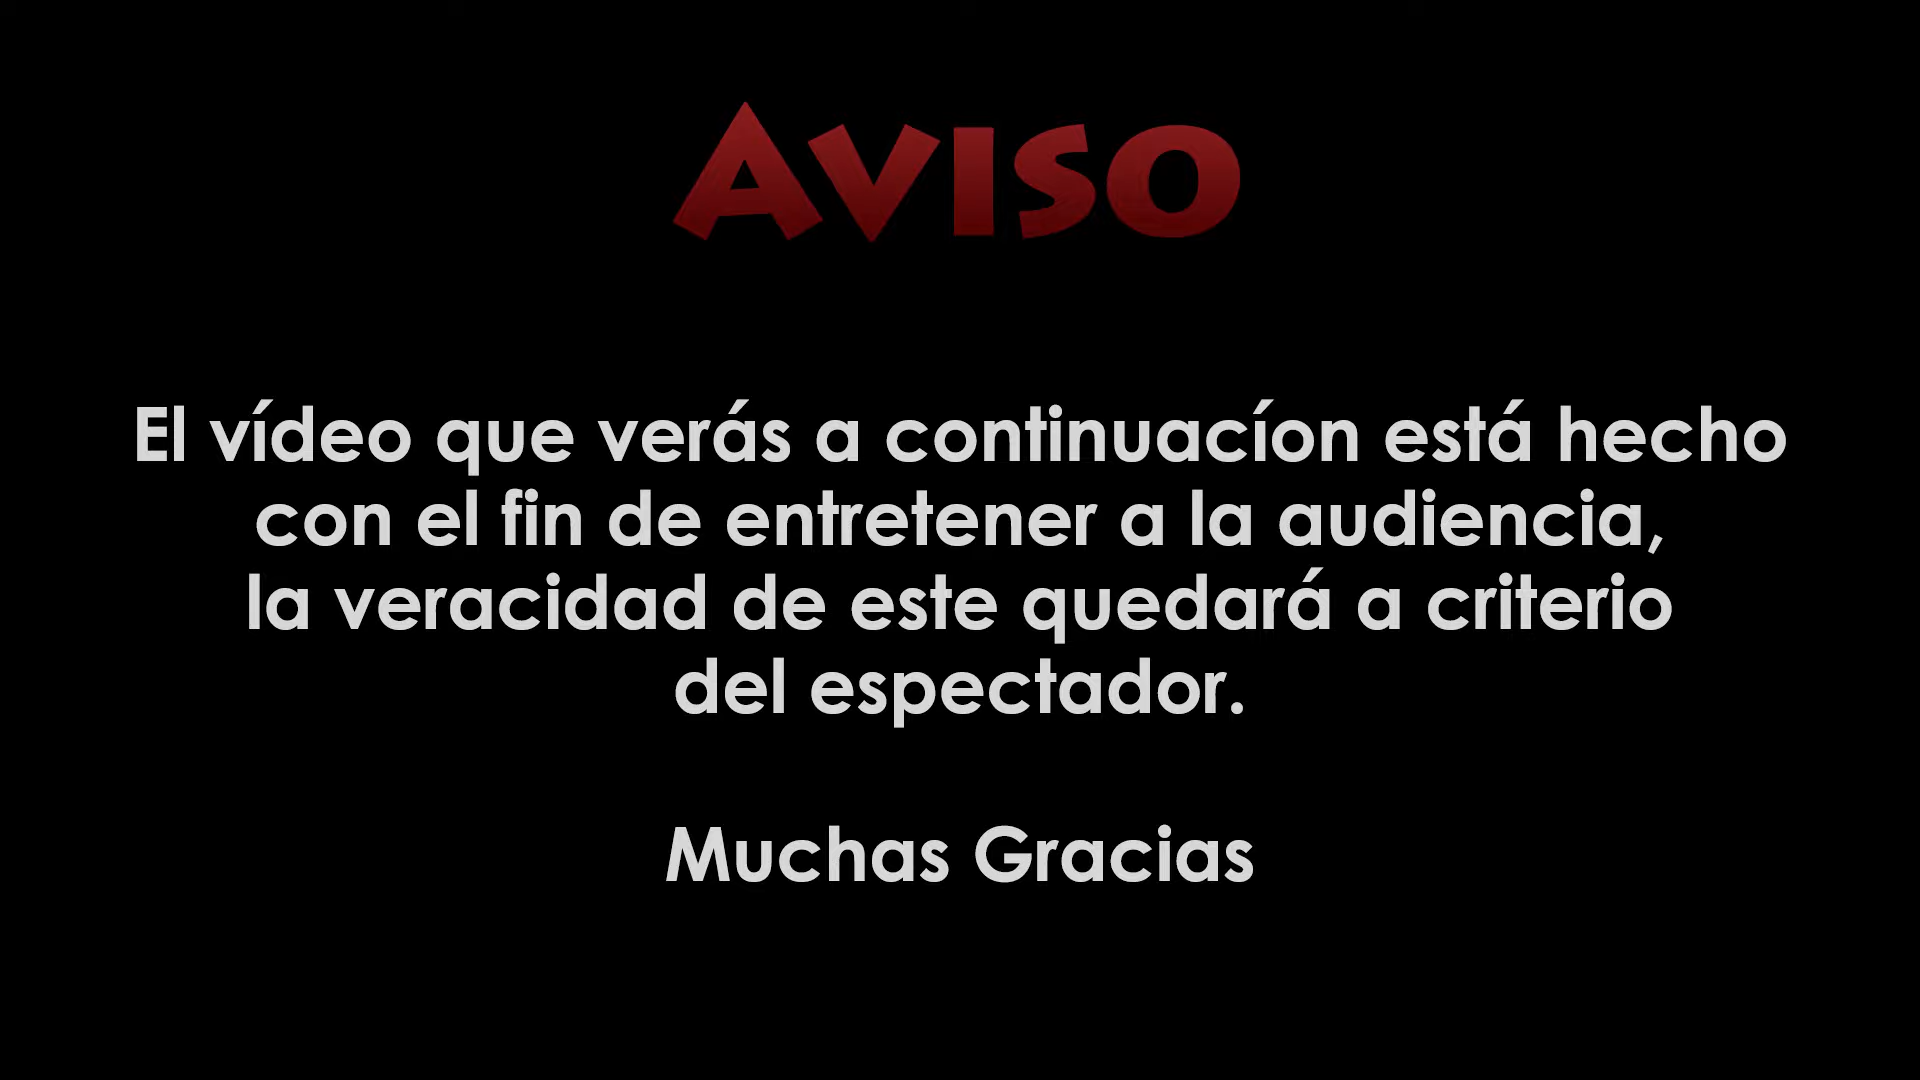 Aviso
El vídeo que verás a continuacíon está hecho
con el fin de entretener a la audiencia,
la veracidad de este quedará a criterio
del espectador.
Muchas Gracias